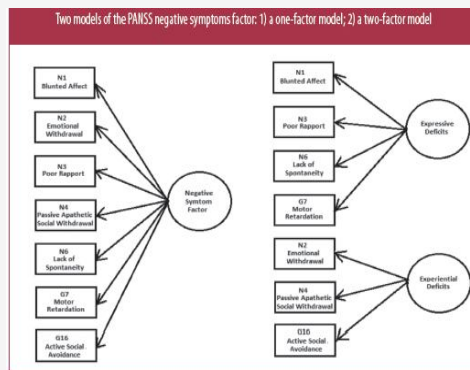 Two models of the PANSS negative symptoms factor: 1) a one-factor model; 2) a two-factor model
N1
Blunted Affect
N2
Emotional
Withdrawal
N3
Poor Rapport
N4
Passive Apathetic
Social Withdrawal
N6
Lack of
Spontaneity
G7
Motor
Retardation
G16
Active Social
Avoidance
Negative
Symtom
Factor
N1
Blunted Affect
N3
Poor Rapport
N6
Lack of
Spontaneity
G7
Motor
Retardation
N2
Emotional
Withdrawal
N4
Passive Apathetic
Social Withdrawal
G16
Active Social
Avoidance
Expressive
Deficits
Experiential
Deficits